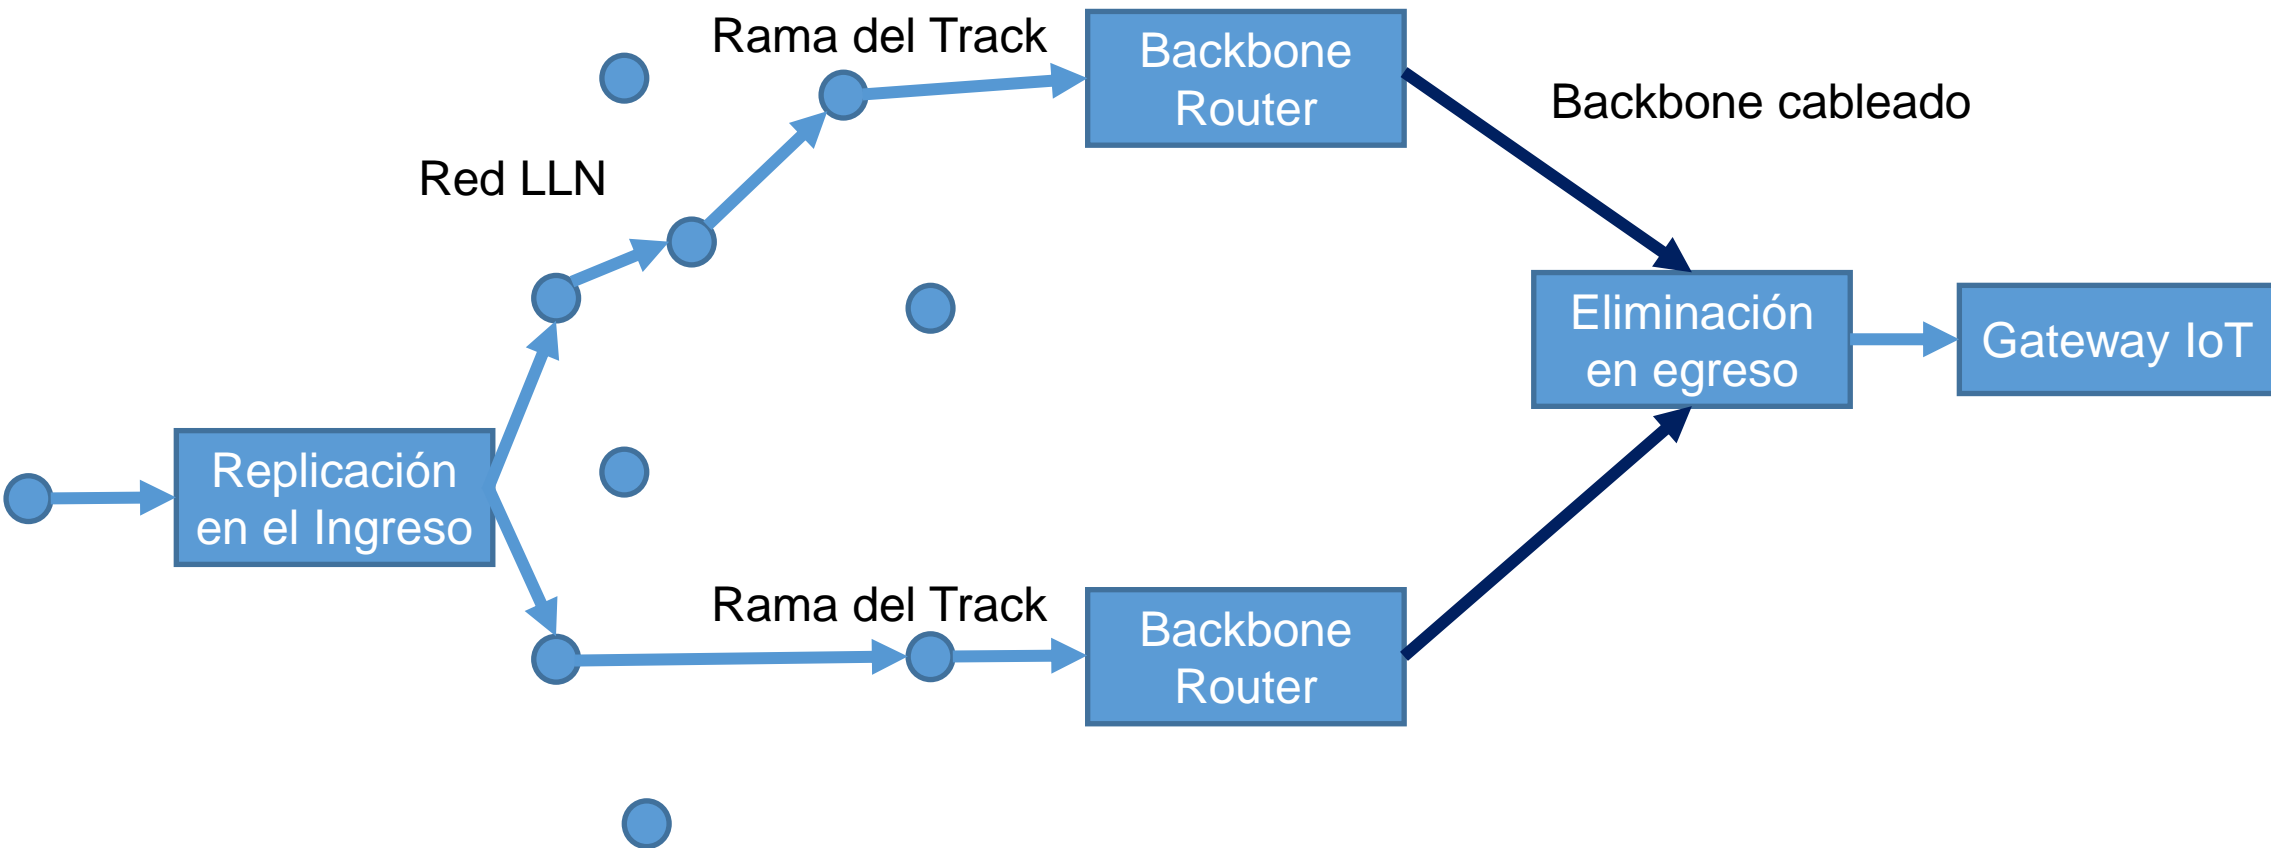 Rama del Track
Backbone
Router
Backbone cableado
Red LLN
Eliminación
en egreso
Gateway IoT
Replicación
en el Ingreso
Rama del Track
Backbone
Router